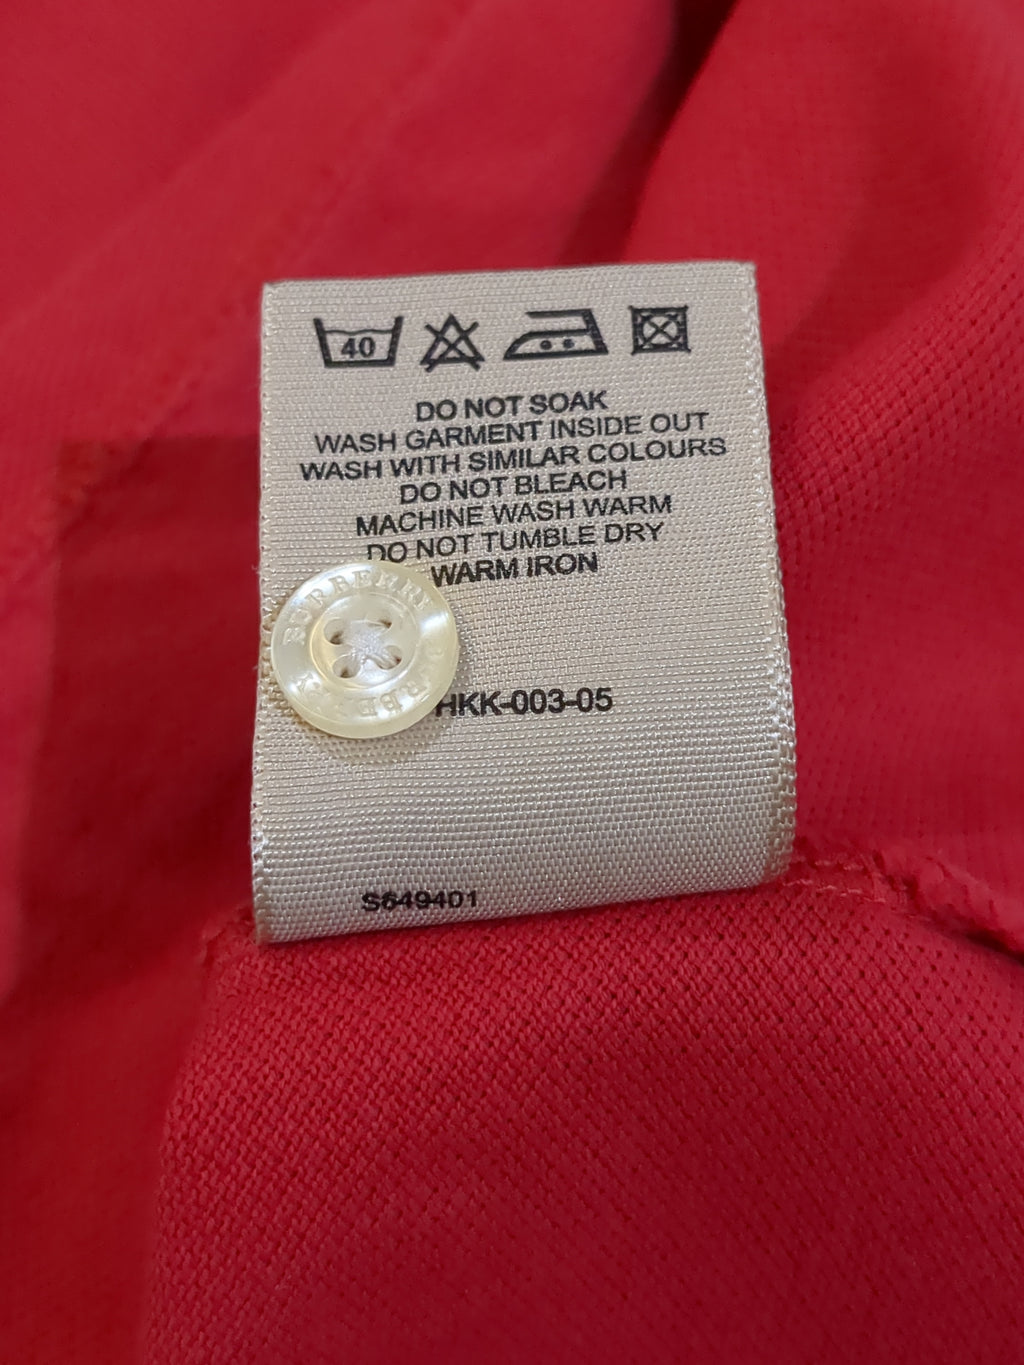 40
DO NOT SOAK
WASH GARMENT INSIDE OUT
WASH WITH SIMILAR COLOURS
DO NOT BLEACH
MACHINE WASH WARM
DO NOT TUMBLE DRY
WARM IRON
BURBERRY BURBERRY
HKK-003-05
S649401